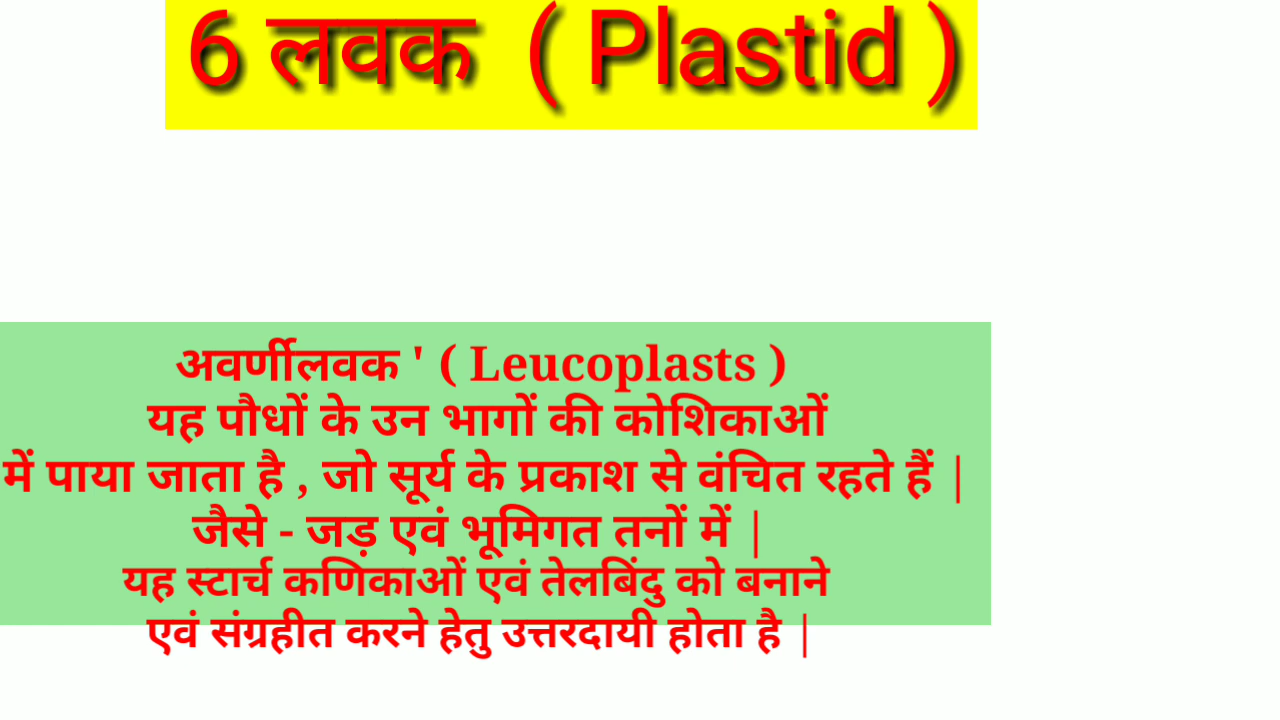 6 लवक ( Plastid )
अवर्णीलवक ' ( Leucoplasts )
यह पौधों के उन भागों की कोशिकाओं
में पाया जाता है , जो सूर्य के प्रकाश से वंचित रहते हैं |
जैसे - जड़ एवं भूमिगत तनों में |
यह स्टार्च कणिकाओं एवं तेलबिंदु को बनाने
एवं संग्रहीत करने हेतु उत्तरदायी होता है |